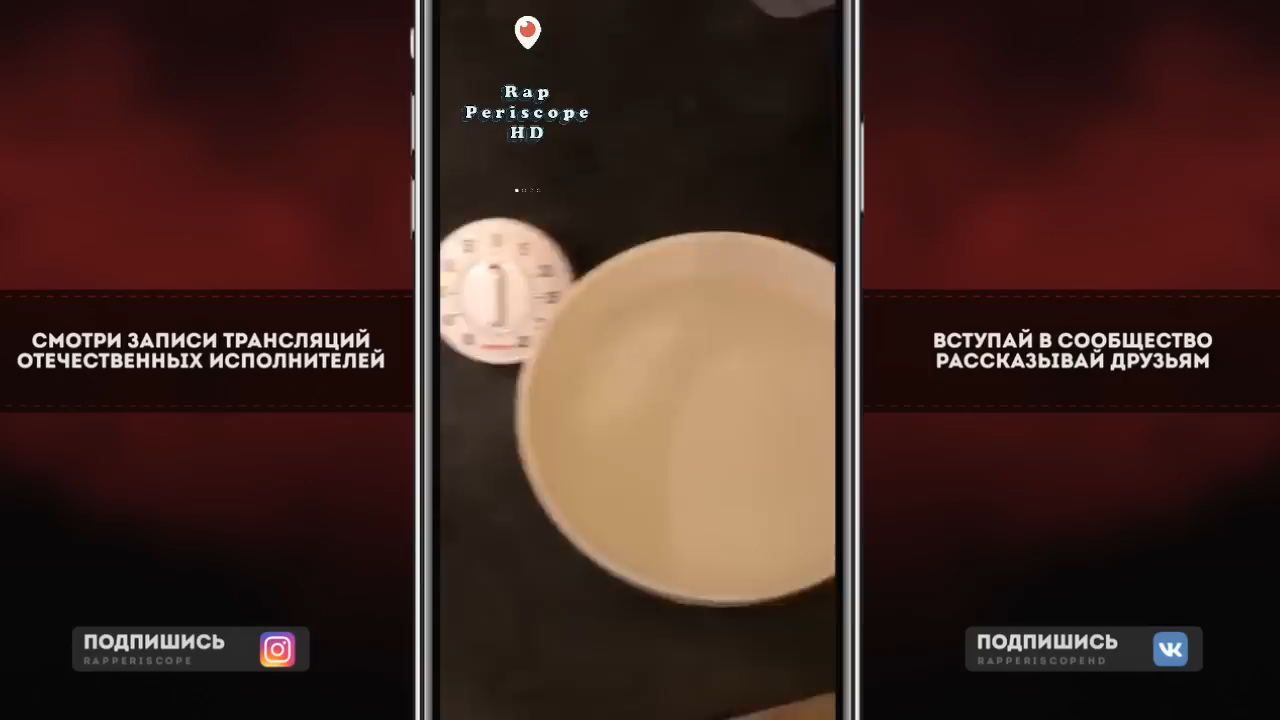 Rap
Periscope
HD
СМОТРИ ЗАПИСИ ТРАНСЛЯЦИЙ
ОТЕЧЕСТВЕННЫХ ИСПОЛНИТЕЛЕЙ
ВСТУПАЙ В СООБЩЕСТВО
РАССКАЗЫВАЙ ДРУЗЬЯМ
ПОДПИШИСЬ
RAPPERISCOPE
ПОДПИШИСЬ
RAPPERISCOPEHD